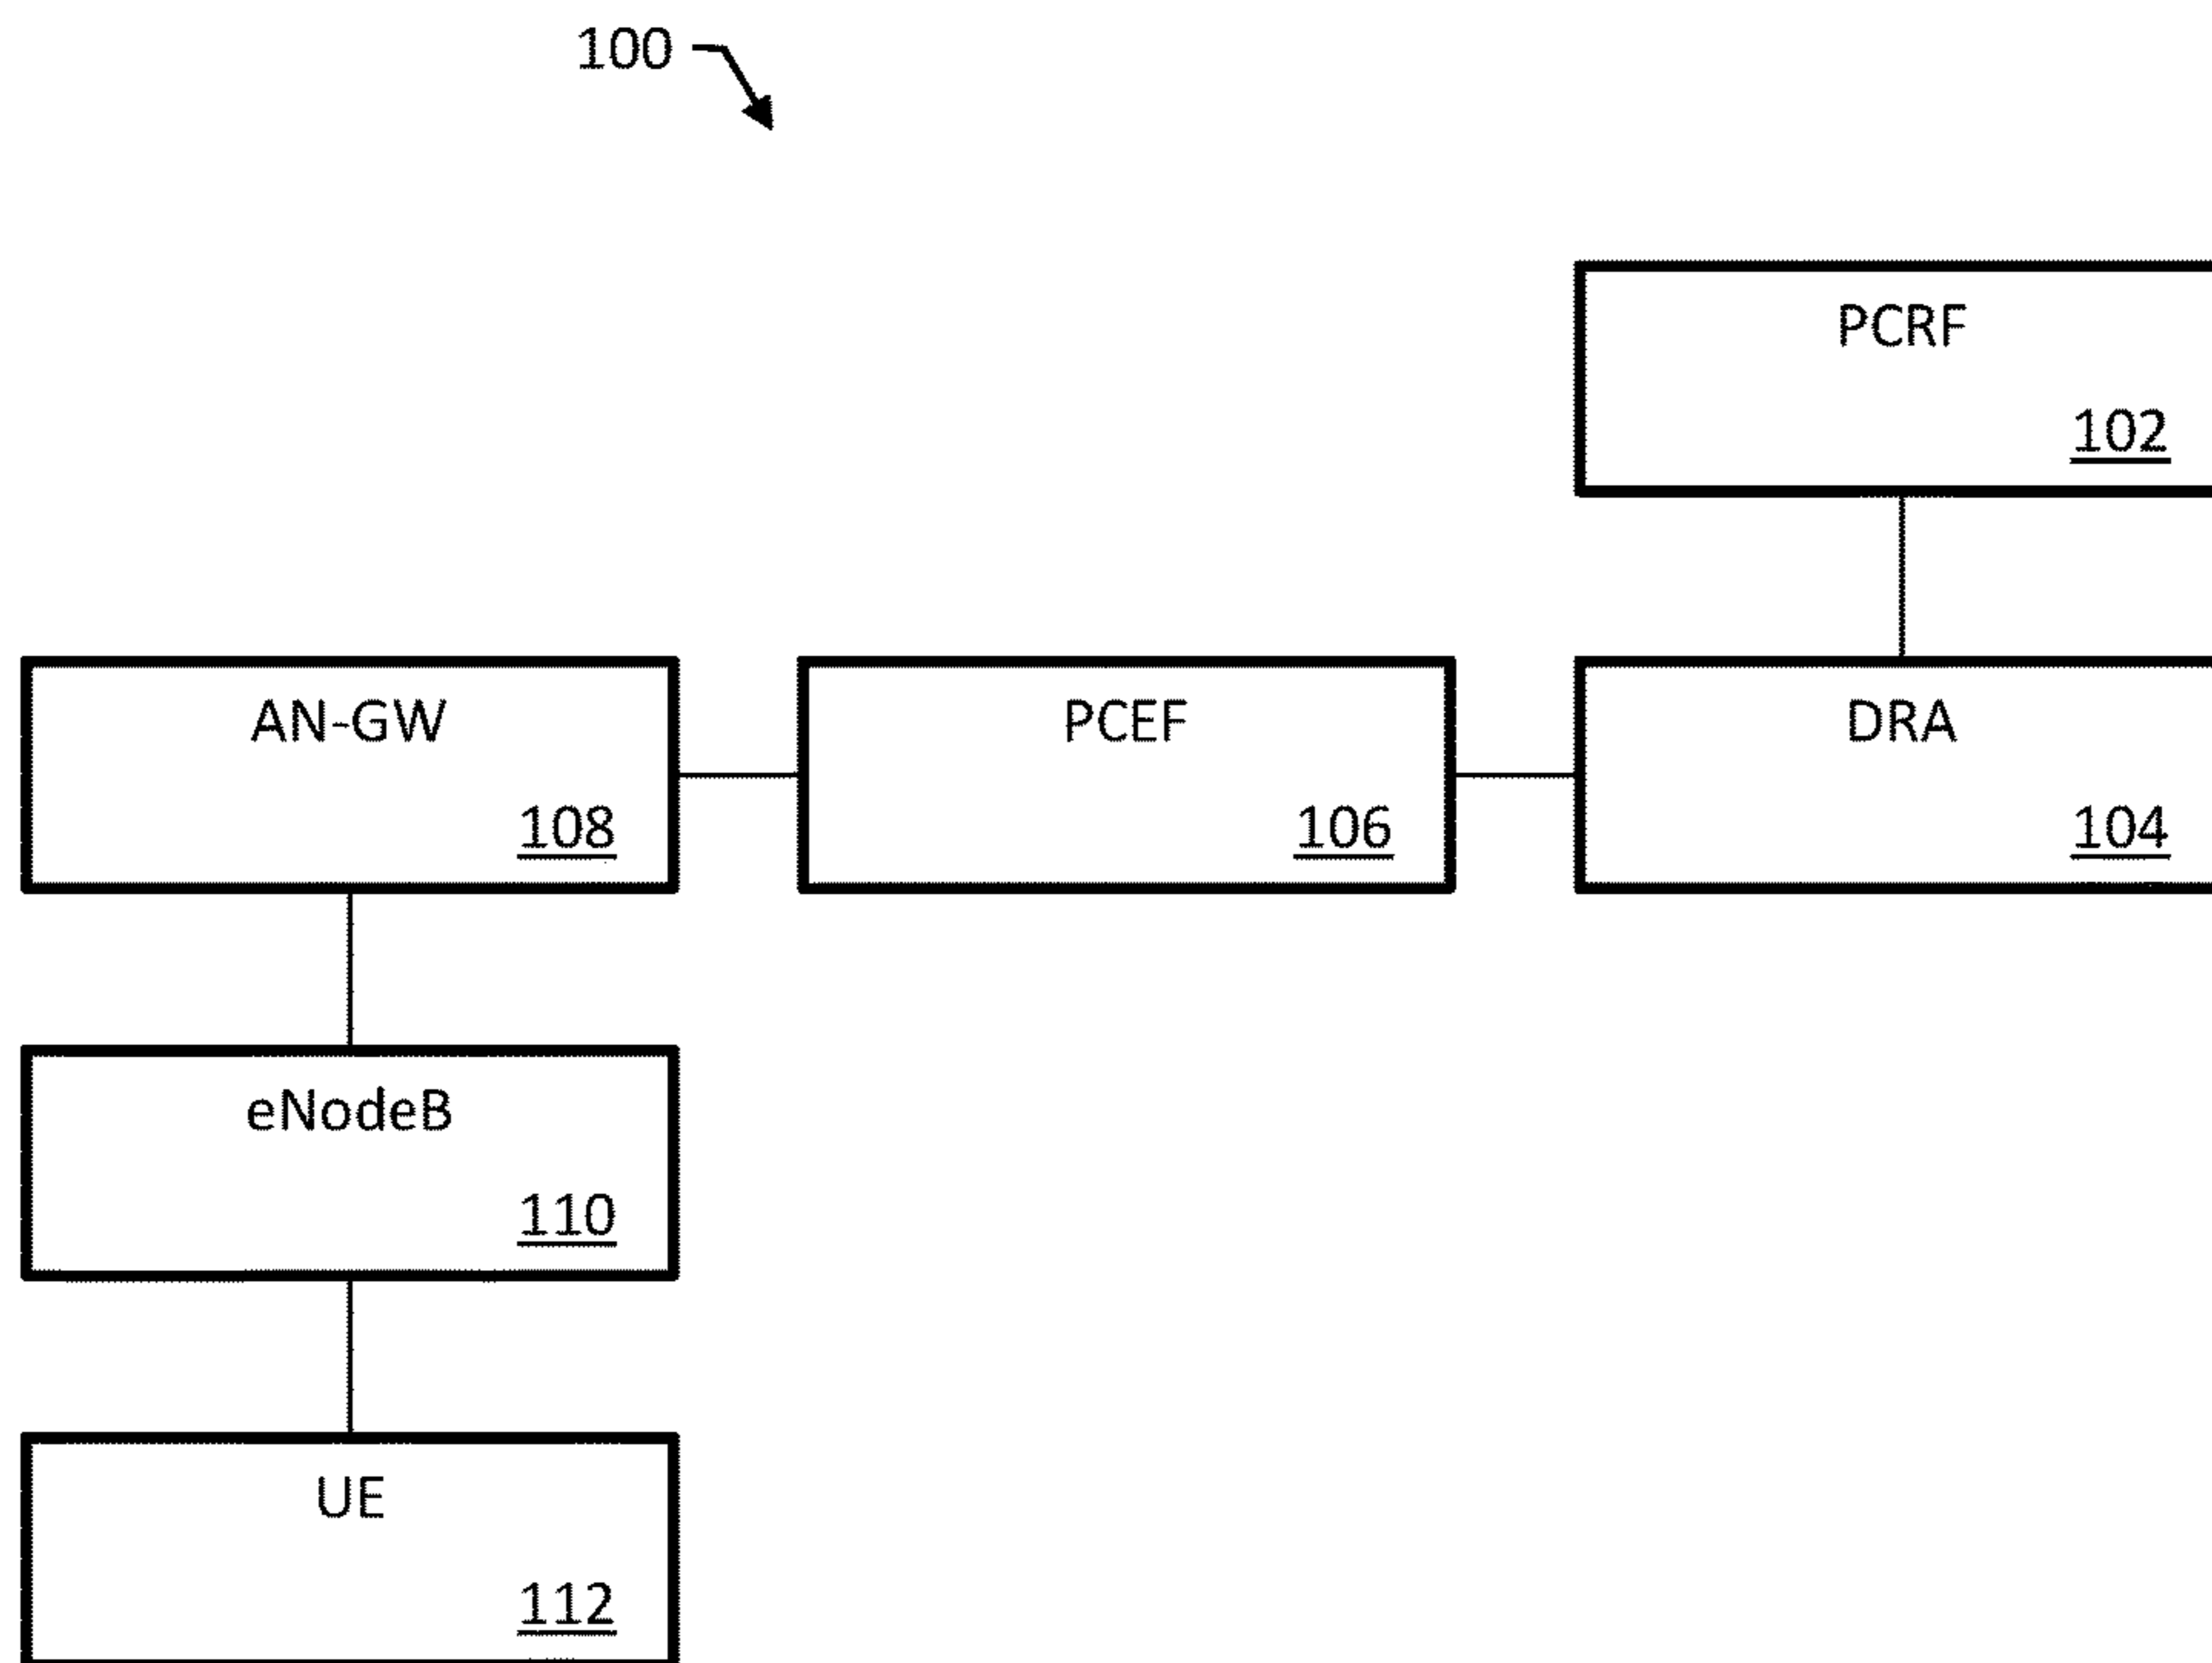 100
PCRF
102
AN-GW
108
PCEF
106
DRA
104
eNodeB
110
UE
112